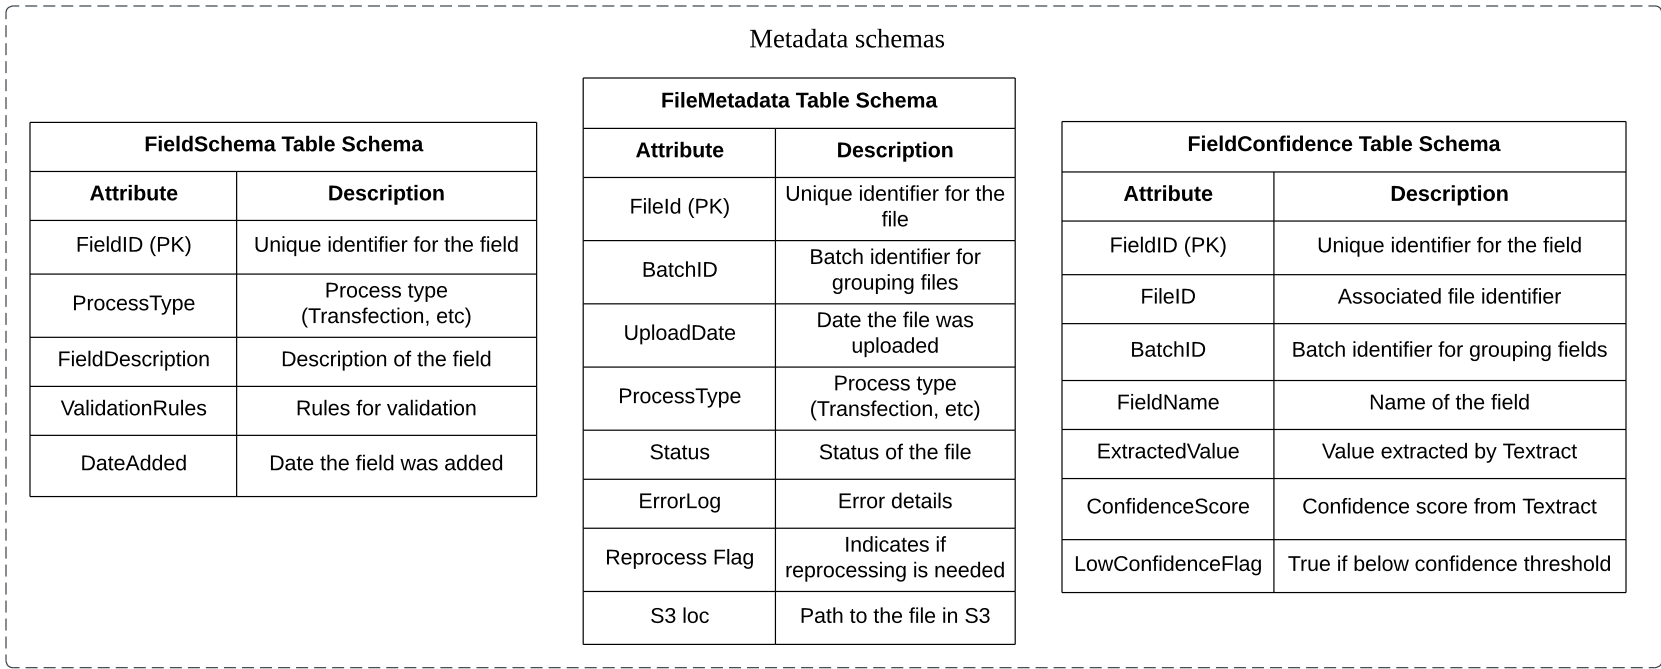 Metadata schemas
FieldSchema Table Schema
Attribute Description
FieldID (PK) Unique identifier for the field
ProcessType Process type
(Transfection, etc)
FieldDescription Description of the field
ValidationRules Rules for validation
DateAdded Date the field was added
FileMetadata Table Schema
Attribute Description
FileId (PK) Unique identifier for the
file
BatchID Batch identifier for
grouping files
UploadDate Date the file was
uploaded
ProcessType Process type
(Transfection, etc)
Status Status of the file
ErrorLog Error details
Reprocess Flag Indicates if
reprocessing is needed
S3 loc Path to the file in S3
FieldConfidence Table Schema
Attribute Description
FieldID (PK) Unique identifier for the field
FileID Associated file identifier
BatchID Batch identifier for grouping fields
FieldName Name of the field
ExtractedValue Value extracted by Textract
ConfidenceScore Confidence score from Textract
LowConfidenceFlag True if below confidence threshold